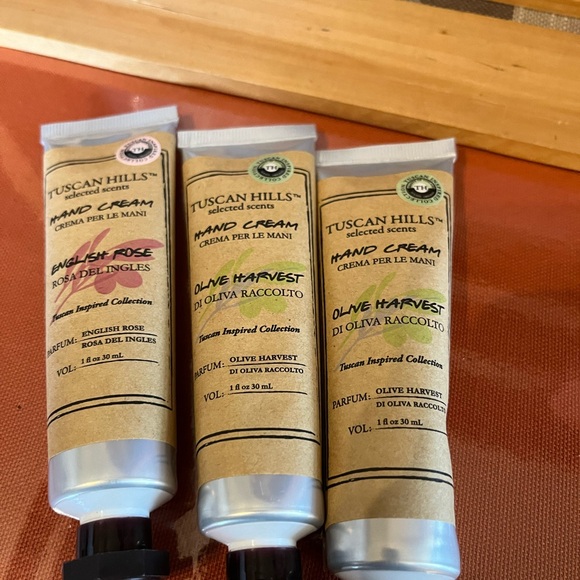 TUSCAN HILLS™
selected scents
HAND CREAM
CREMA PER LE MANI
ENGLISH ROSE
ROSA DEL INGLES
Tuscan Inspired Collection
PARFUM: ENGLISH ROSE
ROSA DEL INGLES
VOL: 1 fl oz 30 mL
TH
TUSCAN HILLS™
selected scents
HAND CREAM
CREMA PER LE MANI
OLIVE HARVEST
DI OLIVA RACCOLTO
Tuscan Inspired Collection
PARFUM: OLIVE HARVEST
DI OLIVA RACCOLTO
VOL: 1 fl oz 30 mL
TH
TUSCAN HILLS™
selected scents
HAND CREAM
CREMA PER LE MANI
OLIVE HARVEST
DI OLIVA RACCOLTO
Tuscan Inspired Collection
PARFUM: OLIVE HARVEST
DI OLIVA RACCOLTO
VOL: 1 fl oz 30 mL